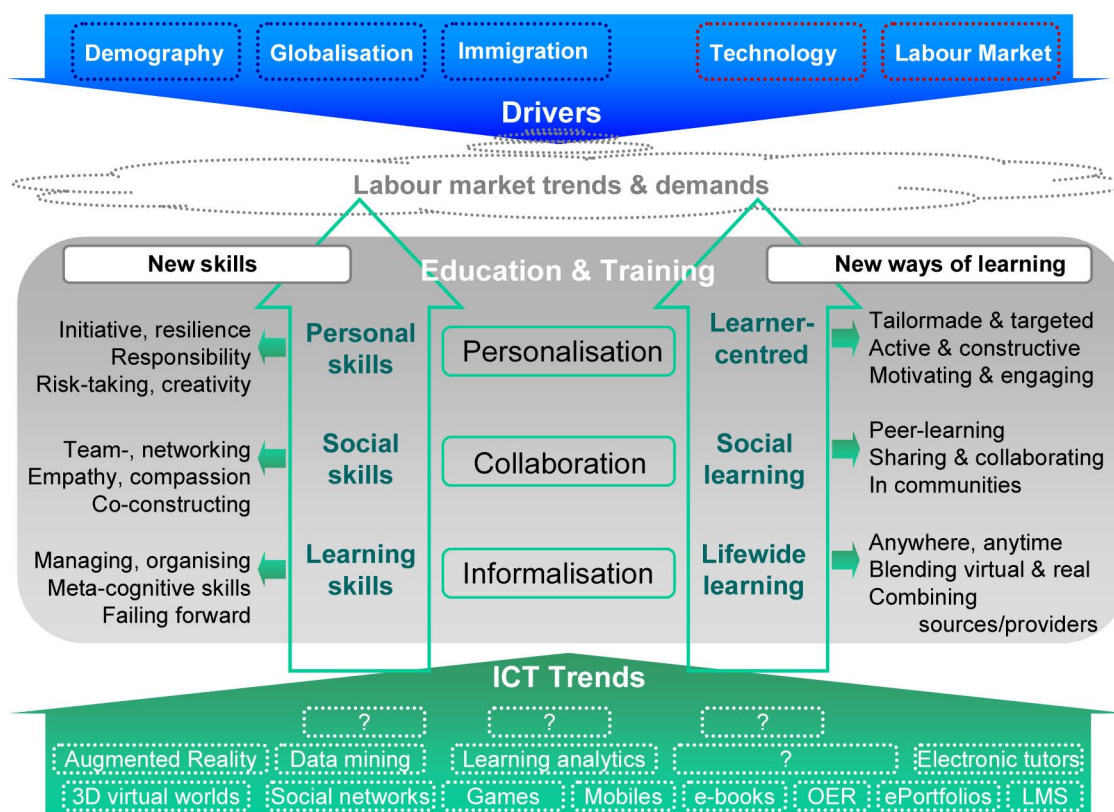 Demography Globalisation Immigration Technology Labour Market
Drivers
Labour market trends & demands
Education & Training
New skills
New ways of learning
Initiative, resilience
Responsibility
Risk-taking, creativity
Personal
skills
Personalisation
Learner-
centred
Tailormade & targeted
Active & constructive
Motivating & engaging
Team-, networking
Empathy, compassion
Co-constructing
Social
skills
Collaboration
Social
learning
Peer-learning
Sharing & collaborating
In communities
Managing, organising
Meta-cognitive skills
Failing forward
Learning
skills
Informalisation
Lifewide
learning
Anywhere, anytime
Blending virtual & real
Combining
sources/providers
ICT Trends
? ? ?
Augmented Reality Data mining Learning analytics ? Electronic tutors
3D virtual worlds Social networks Games Mobiles e-books OER ePortfolios LMS